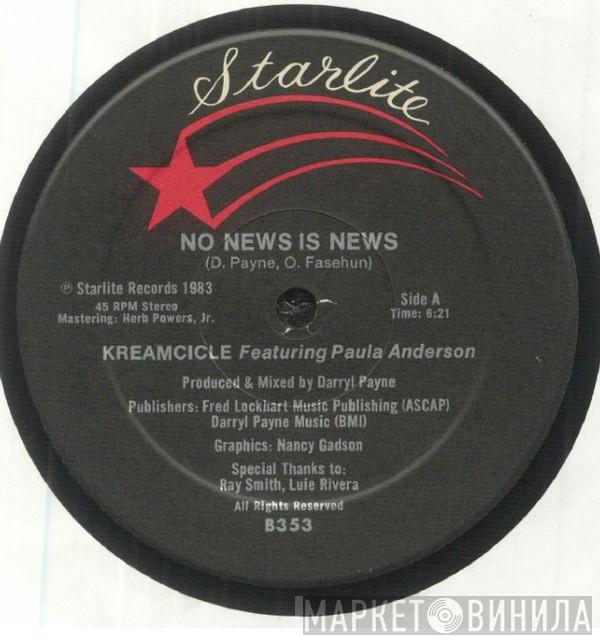 Starlite
NO NEWS IS NEWS
(D. Payne, O. Fasehun)
℗ Starlite Records 1983
45 RPM Stereo
Mastering: Herb Powers, Jr.
Side A
Time: 6:21
KREAMCICLE Featuring Paula Anderson
Produced & Mixed by Darryl Payne
Publishers: Fred Lockhart Music Publishing (ASCAP)
Darryl Payne Music (BMI)
Graphics: Nancy Gadson
Special Thanks to:
Ray Smith, Luie Rivera
All Rights Reserved
B353
МАРКЕТ ВИНИЛА